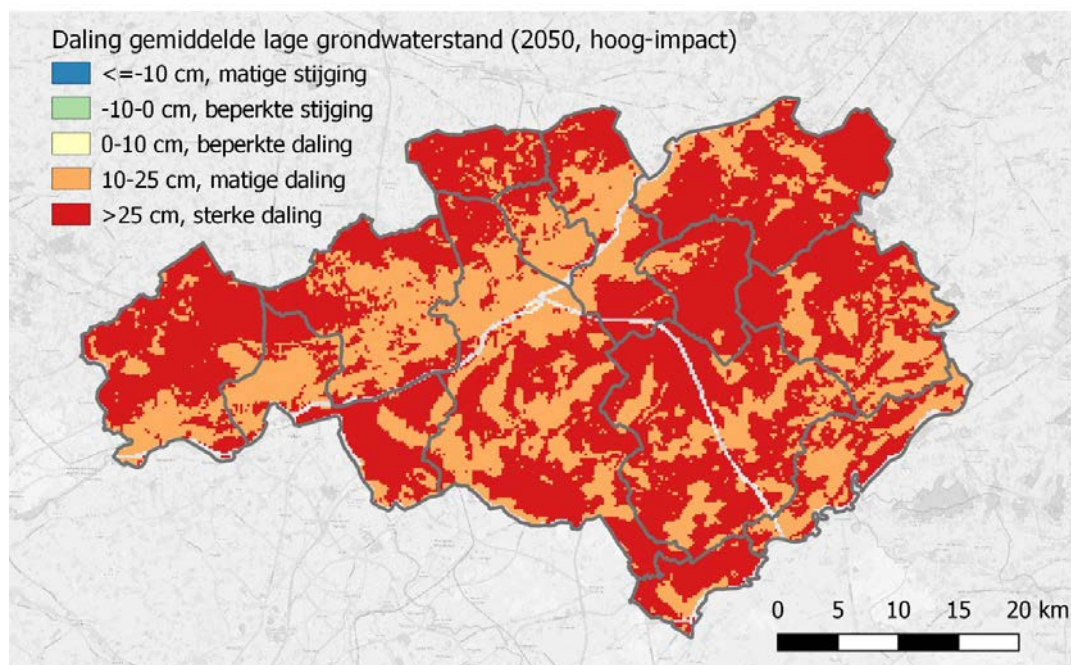 Daling gemiddelde lage grondwaterstand (2050, hoog-impact)
<=-10 cm, matige stijging
-10-0 cm, beperkte stijging
0-10 cm, beperkte daling
10-25 cm, matige daling
>25 cm, sterke daling
0 5 10 15 20 km